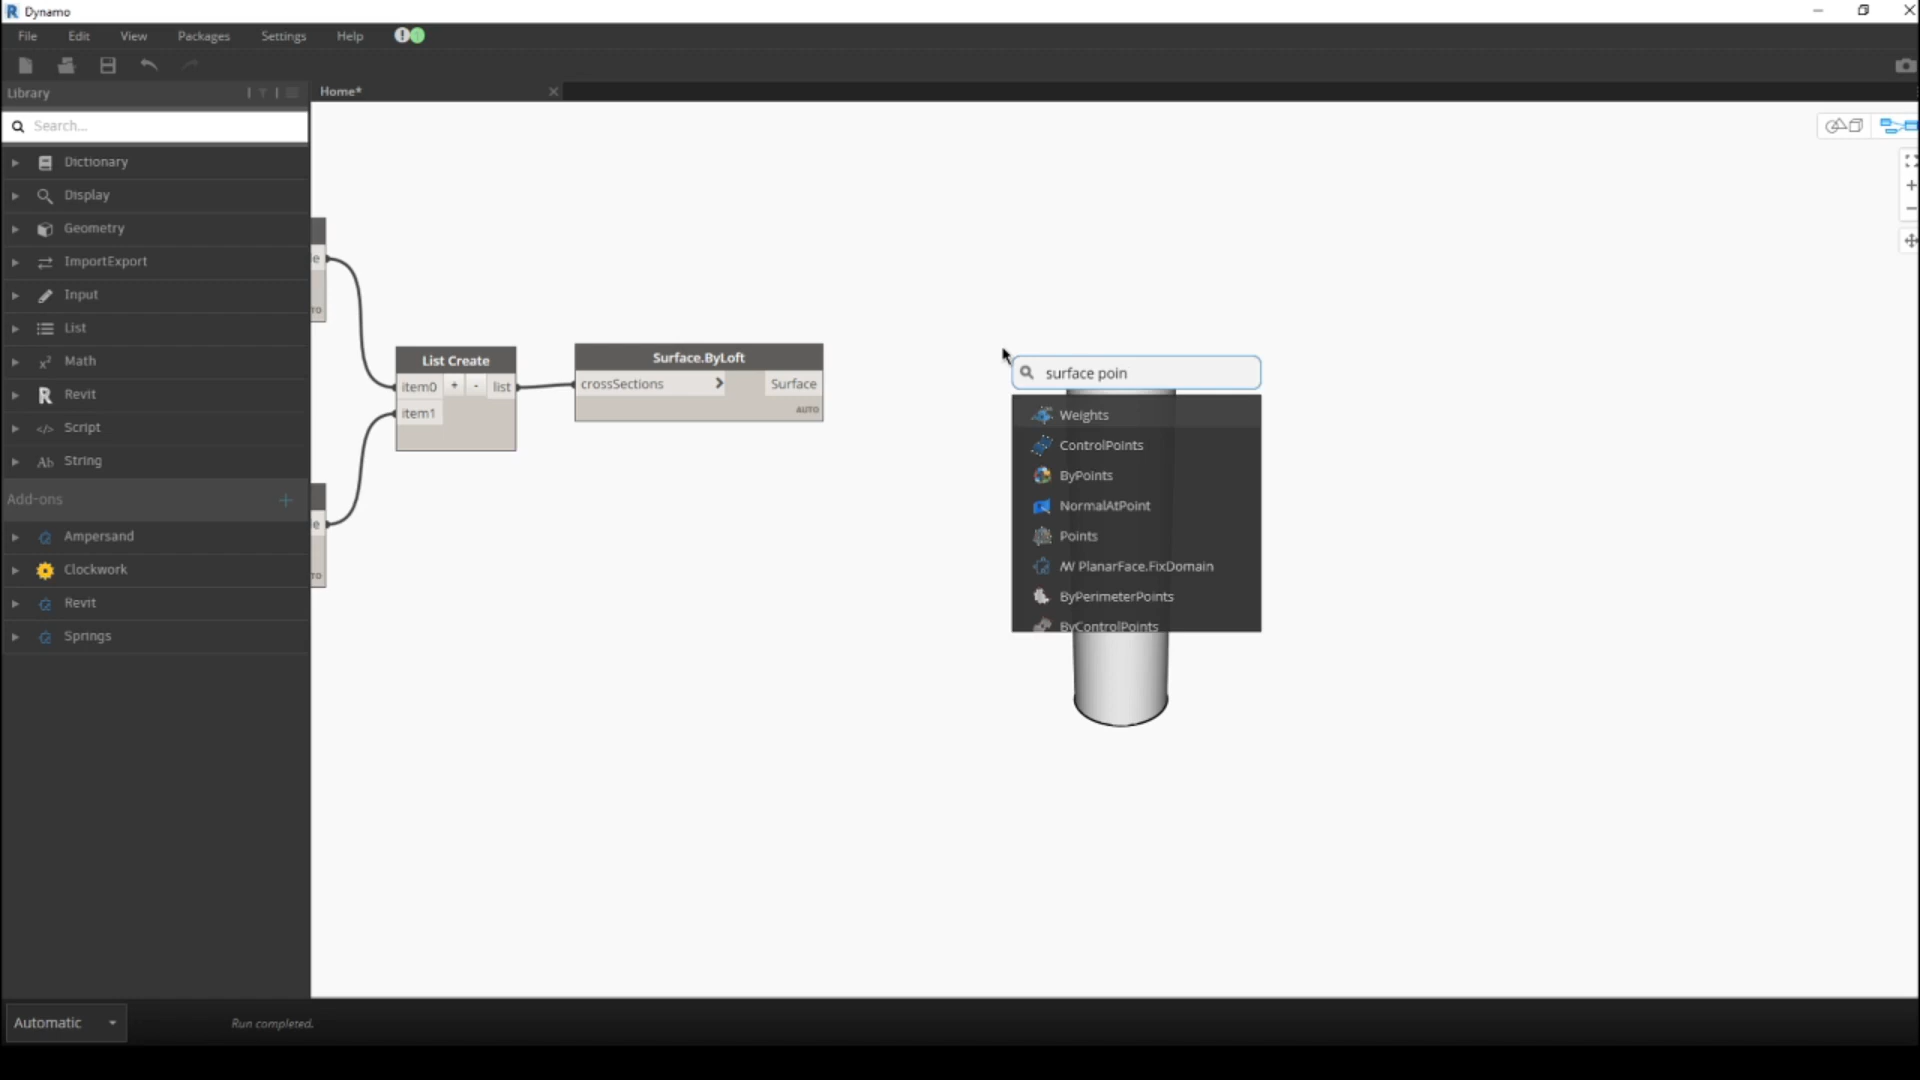 Dynamo
File Edit View Packages Settings Help
Library
Home*
Search...
Dictionary
Display
Geometry
ImportExport
Input
List
Math
Revit
Script
String
Add-ons
Ampersand
Clockwork
Revit
Springs
e
TO
e
TO
List Create
item0 + - list
item1
Surface.ByLoft
crossSections > Surface
AUTO
surface poin
Weights
ControlPoints
ByPoints
NormalAtPoint
Points
/\/\/ PlanarFace.FixDomain
ByPerimeterPoints
ByControlPoints
Automatic
Run completed.